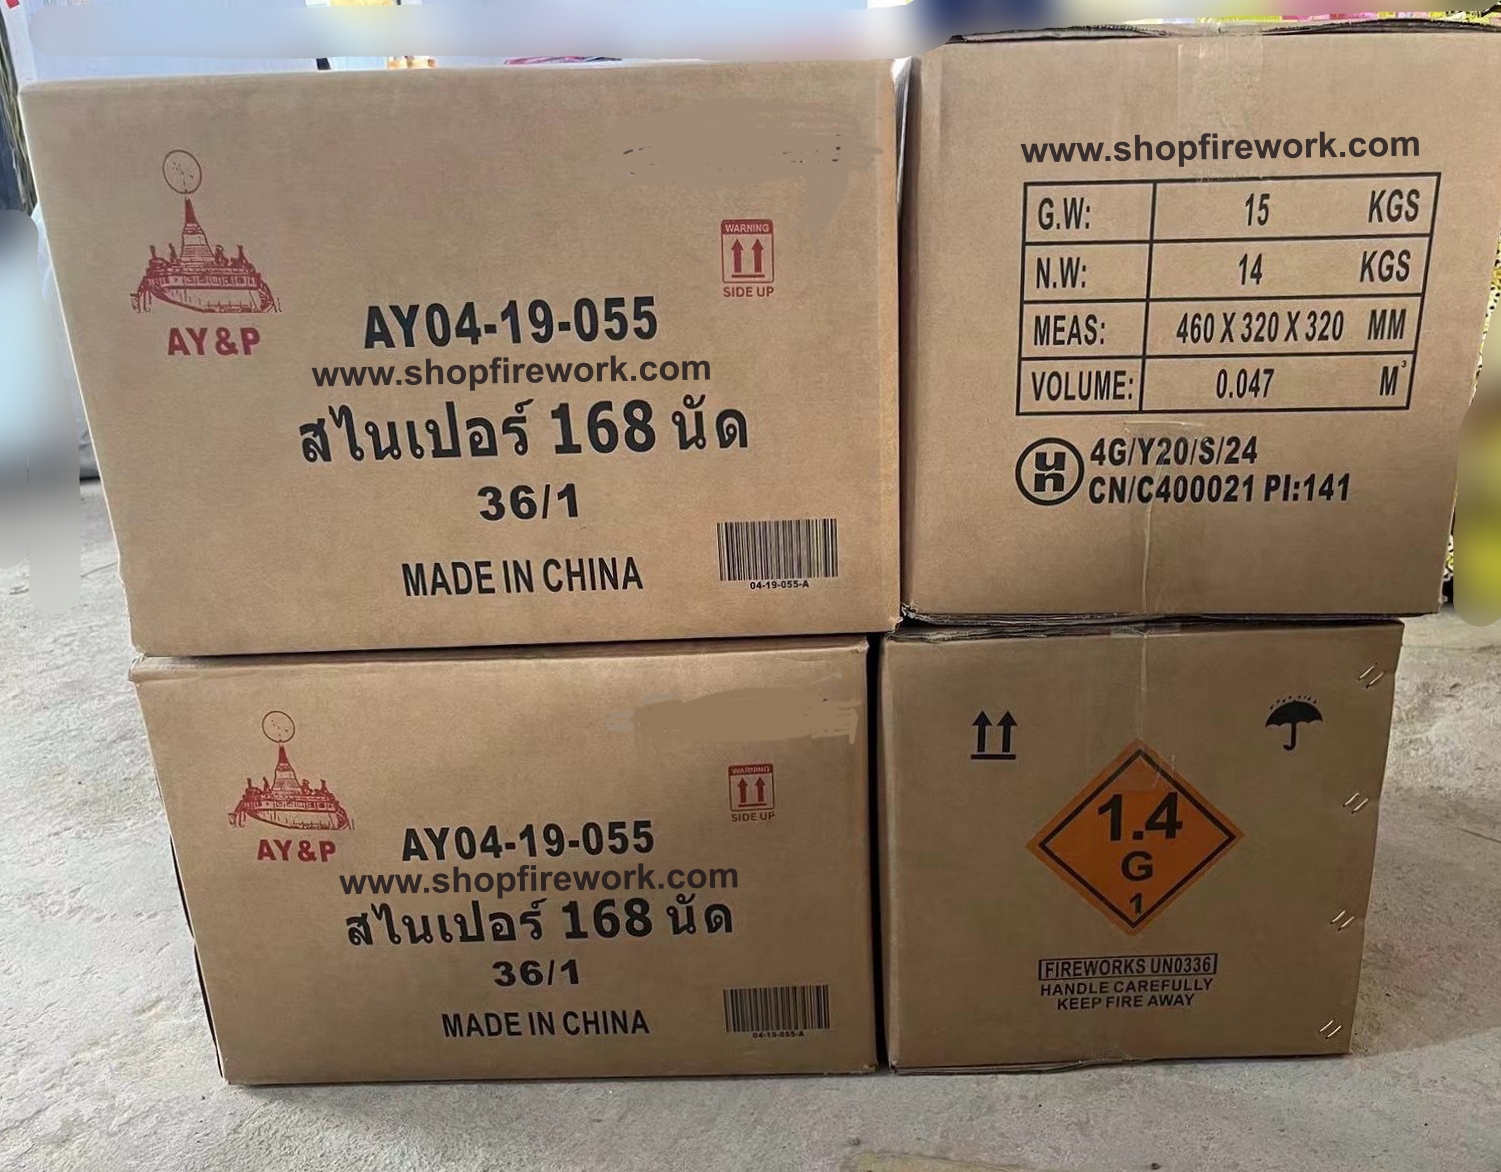 WARNING
SIDE UP
AY&P
AY04-19-055
www.shopfirework.com
สไนเปอร์ 168 นัด
36/1
MADE IN CHINA
04-19-055-A
www.shopfirework.com
G.W: 15 KGS
N.W: 14 KGS
MEAS: 460 X 320 X 320 MM
VOLUME: 0.047 M³
un 4G/Y20/S/24
CN/C400021 PI:141
WARNING
SIDE UP
AY&P
AY04-19-055
www.shopfirework.com
สไนเปอร์ 168 นัด
36/1
MADE IN CHINA
04-19-055-A
1.4
G
1
FIREWORKS UN0336
HANDLE CAREFULLY
KEEP FIRE AWAY